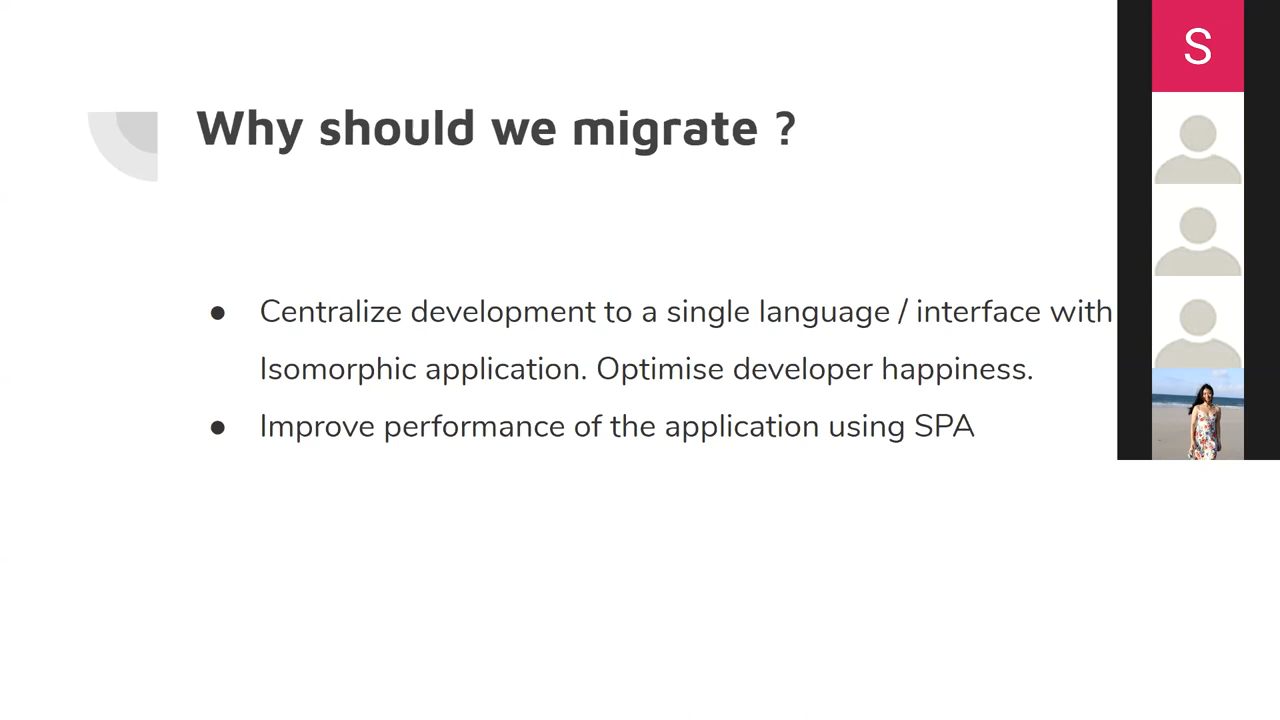 Why should we migrate ?
● Centralize development to a single language / interface with
Isomorphic application. Optimise developer happiness.
● Improve performance of the application using SPA
S